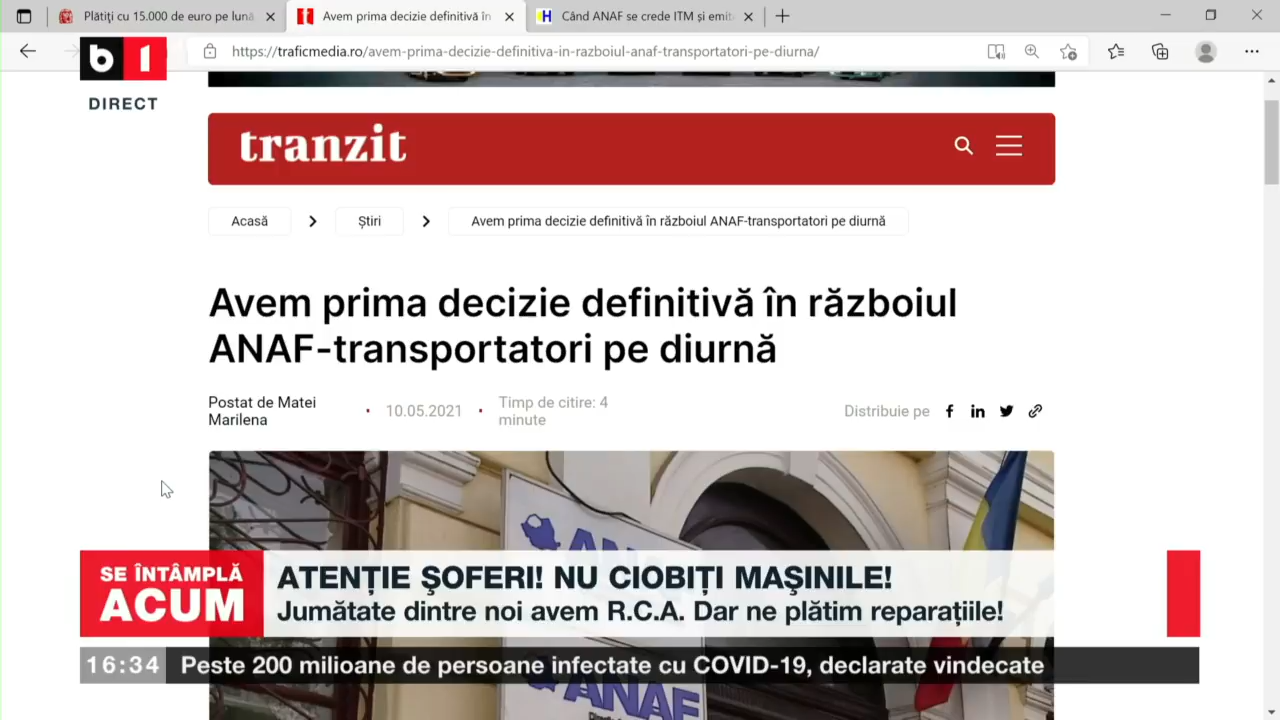 Plătiți cu 15.000 de euro pe lună
Avem prima decizie definitivă în
Când ANAF se crede ITM și emit
https://traficmedia.ro/avem-prima-decizie-definitiva-in-razboiul-anaf-transportatori-pe-diurna/
b1
DIRECT
tranzit
Acasă
Știri
Avem prima decizie definitivă în războiul ANAF-transportatori pe diurnă
Avem prima decizie definitivă în războiul
ANAF-transportatori pe diurnă
Postat de Matei
Marilena
10.05.2021
Timp de citire: 4
minute
Distribuie pe
SE ÎNTÂMPLĂ
ACUM
ATENȚIE ŞOFERI! NU CIOBIȚI MAŞINILE!
Jumătate dintre noi avem R.C.A. Dar ne plătim reparațiile!
16:34
Peste 200 milioane de persoane infectate cu COVID-19, declarate vindecate
ANAF